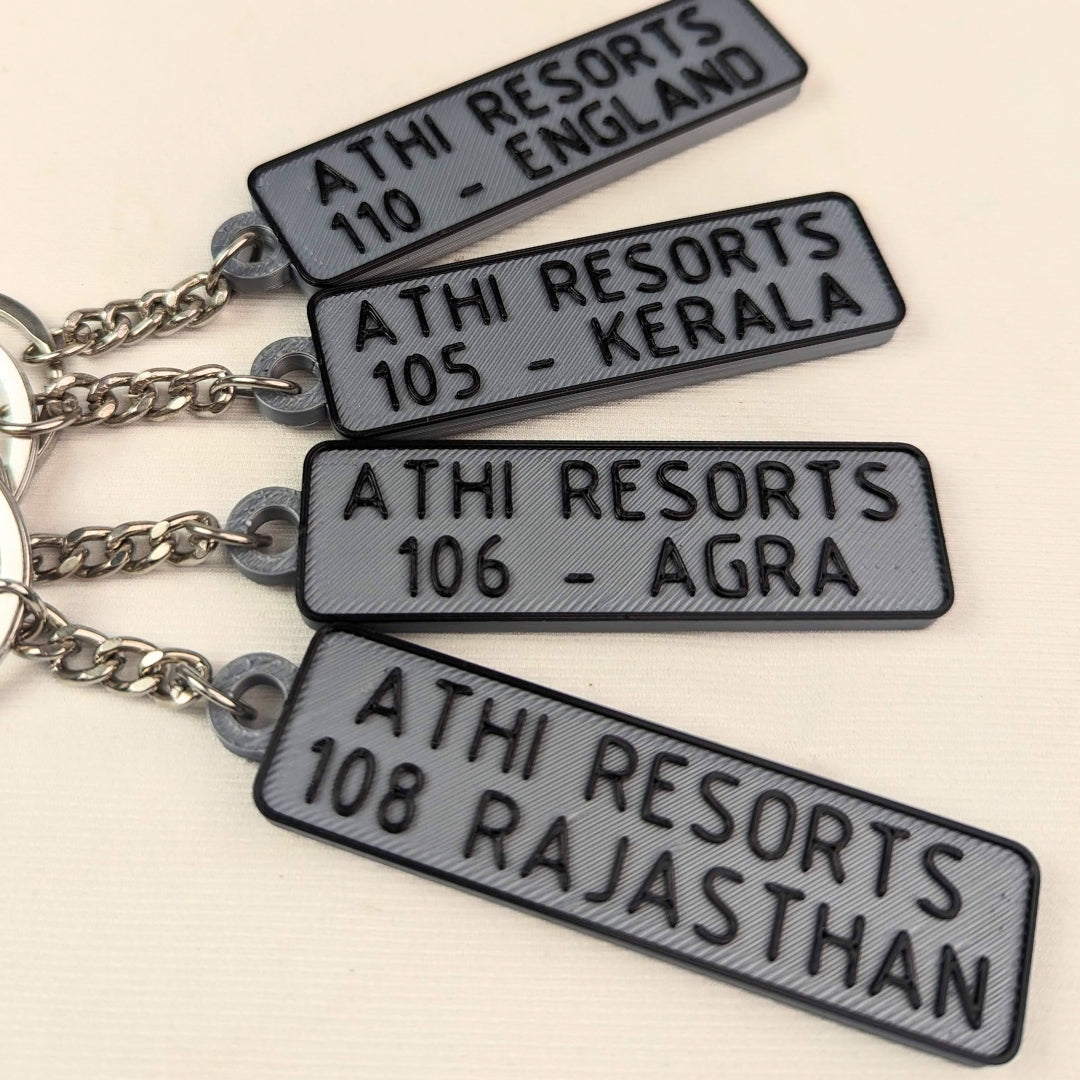 ATHI RESORTS
110 - ENGLAND
ATHI RESORTS
105 - KERALA
ATHI RESORTS
106 - AGRA
ATHI RESORTS
108 RAJASTHAN